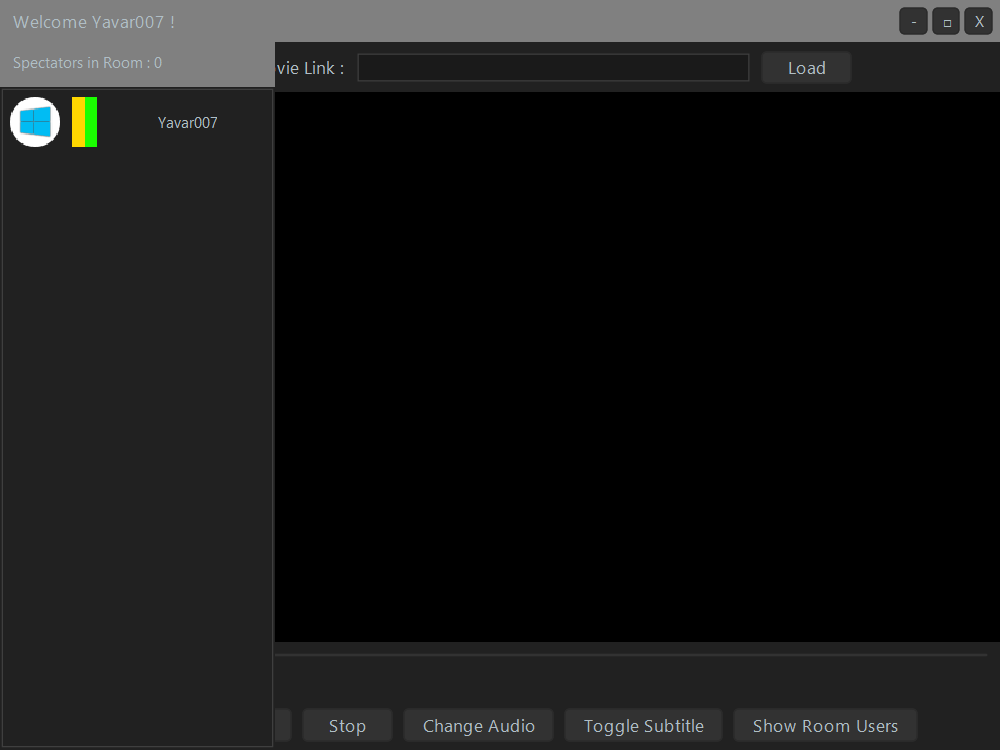 Welcome Yavar007 !
- □ X
Spectators in Room : 0
vie Link :
Load
Yavar007
Stop
Change Audio
Toggle Subtitle
Show Room Users